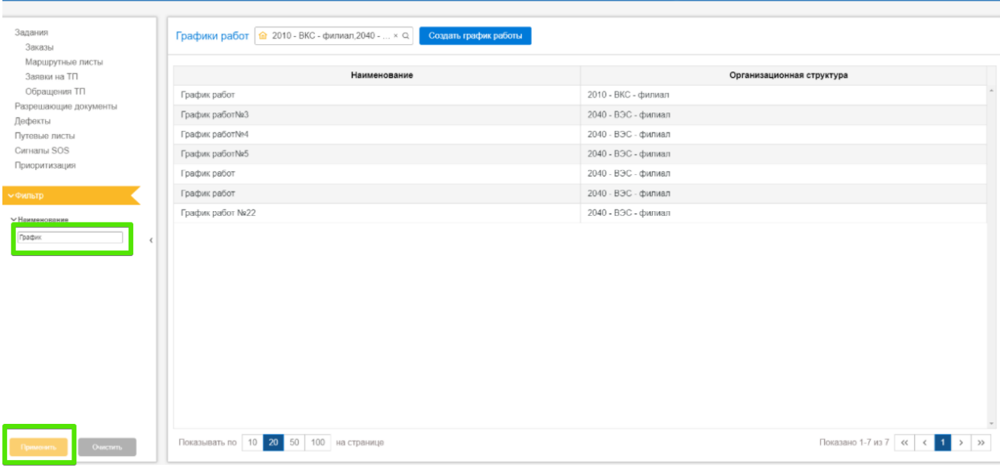 Задания
Заказы
Маршрутные листы
Заявки на ТП
Обращения ТП
Разрешающие документы
Дефекты
Путевые листы
Сигналы SOS
Приоритизация
Фильтр
Наименование
График
Применить Очистить
Графики работ 2010 - ВКС - филиал,2040 - ... × Создать график работы
Наименование Организационная структура
График работ 2010 - ВКС - филиал
График работ№3 2040 - ВЭС - филиал
График работ№4 2040 - ВЭС - филиал
График работ№5 2040 - ВЭС - филиал
График работ 2040 - ВЭС - филиал
График работ 2040 - ВЭС - филиал
График работ №22 2040 - ВЭС - филиал
Показывать по 10 20 50 100 на странице Показано 1-7 из 7 « ‹ 1 › »